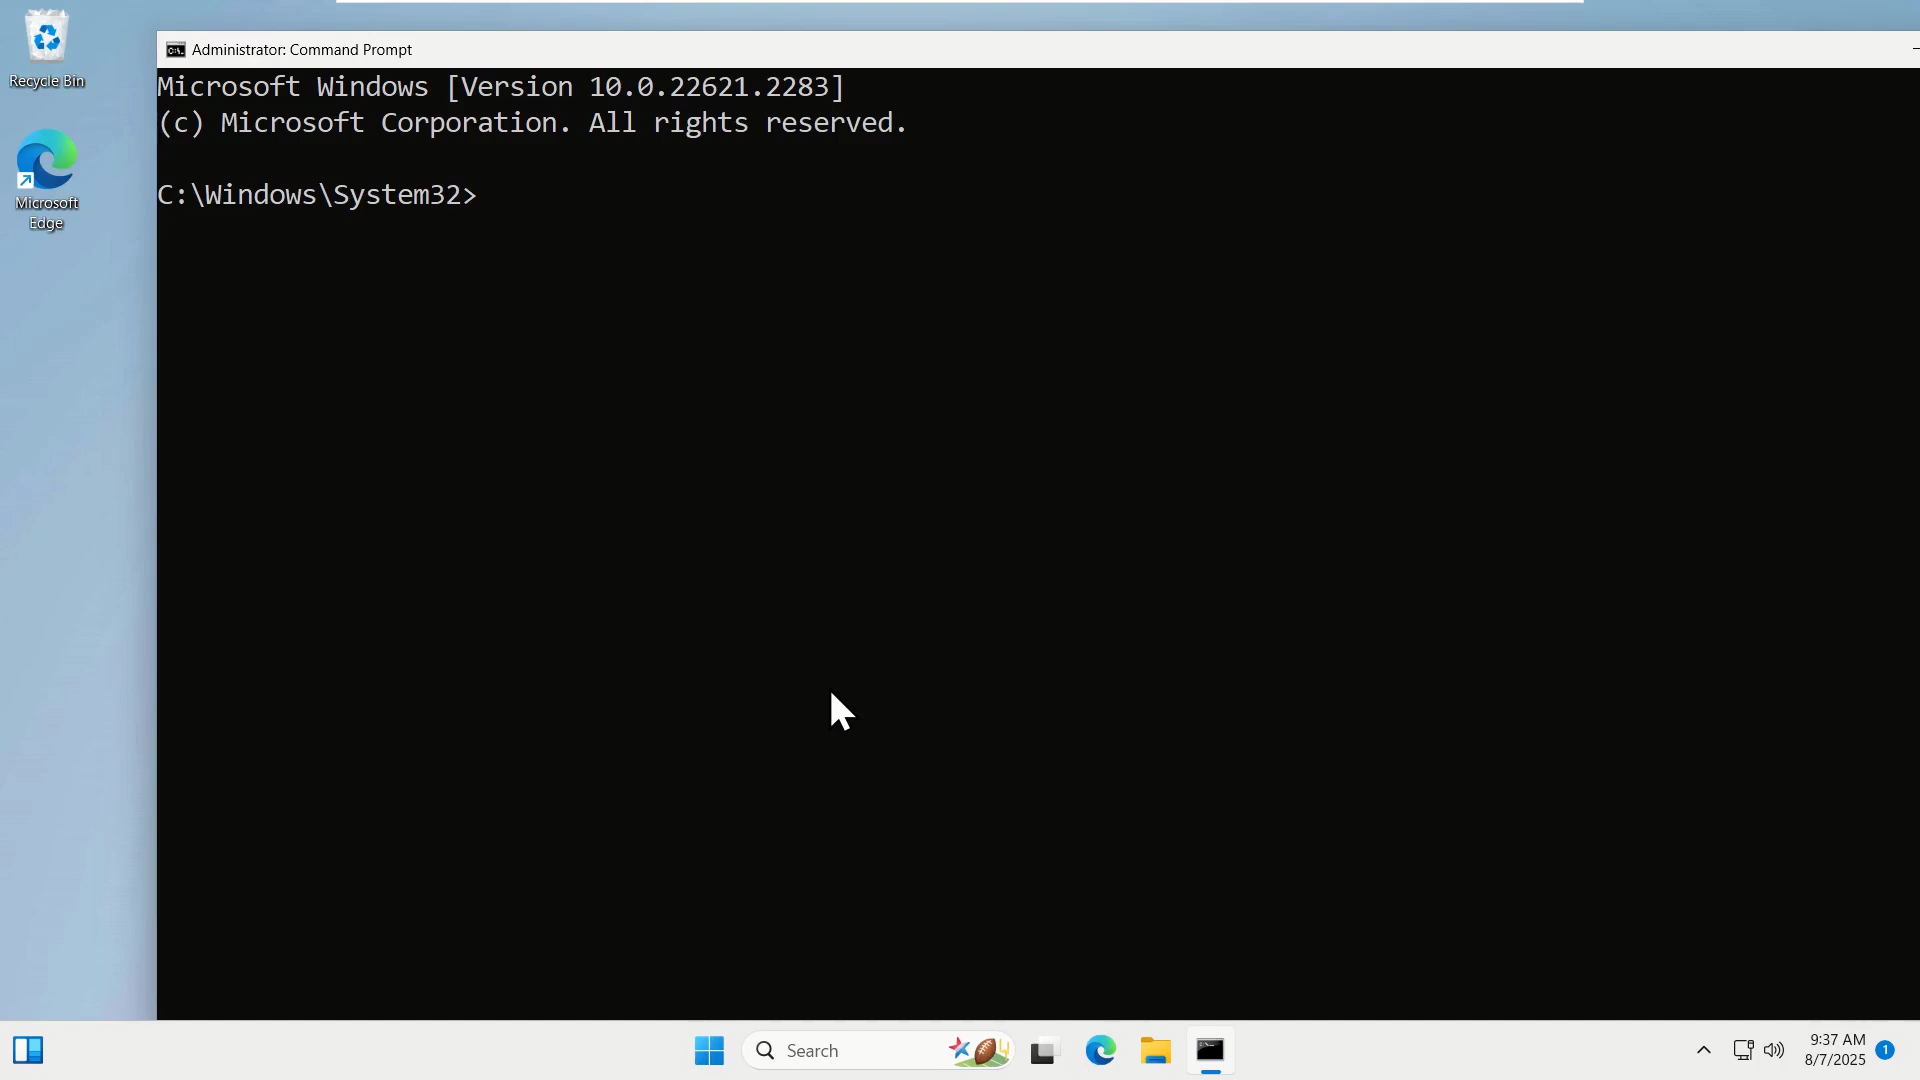 Recycle Bin
Microsoft
Edge
Administrator: Command Prompt
Microsoft Windows [Version 10.0.22621.2283]
(c) Microsoft Corporation. All rights reserved.
C:\Windows\System32>
Search
9:37 AM
8/7/2025
1